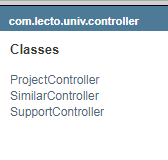 com.lecto.univ.controller
Classes
ProjectController
SimilarController
SupportController